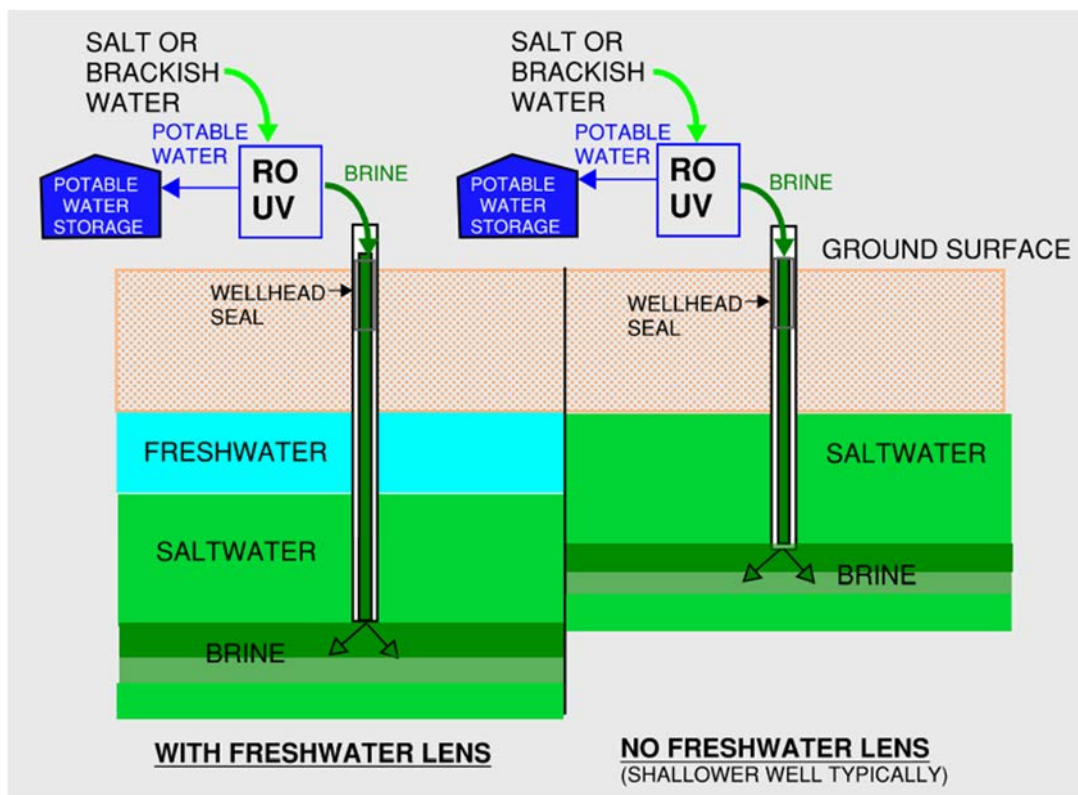 SALT OR
BRACKISH
WATER
POTABLE
WATER
POTABLE
WATER
STORAGE
RO
UV
BRINE
WELLHEAD
SEAL
FRESHWATER
SALTWATER
BRINE
WITH FRESHWATER LENS
SALT OR
BRACKISH
WATER
POTABLE
WATER
POTABLE
WATER
STORAGE
RO
UV
BRINE
GROUND SURFACE
WELLHEAD
SEAL
SALTWATER
BRINE
NO FRESHWATER LENS
(SHALLOWER WELL TYPICALLY)